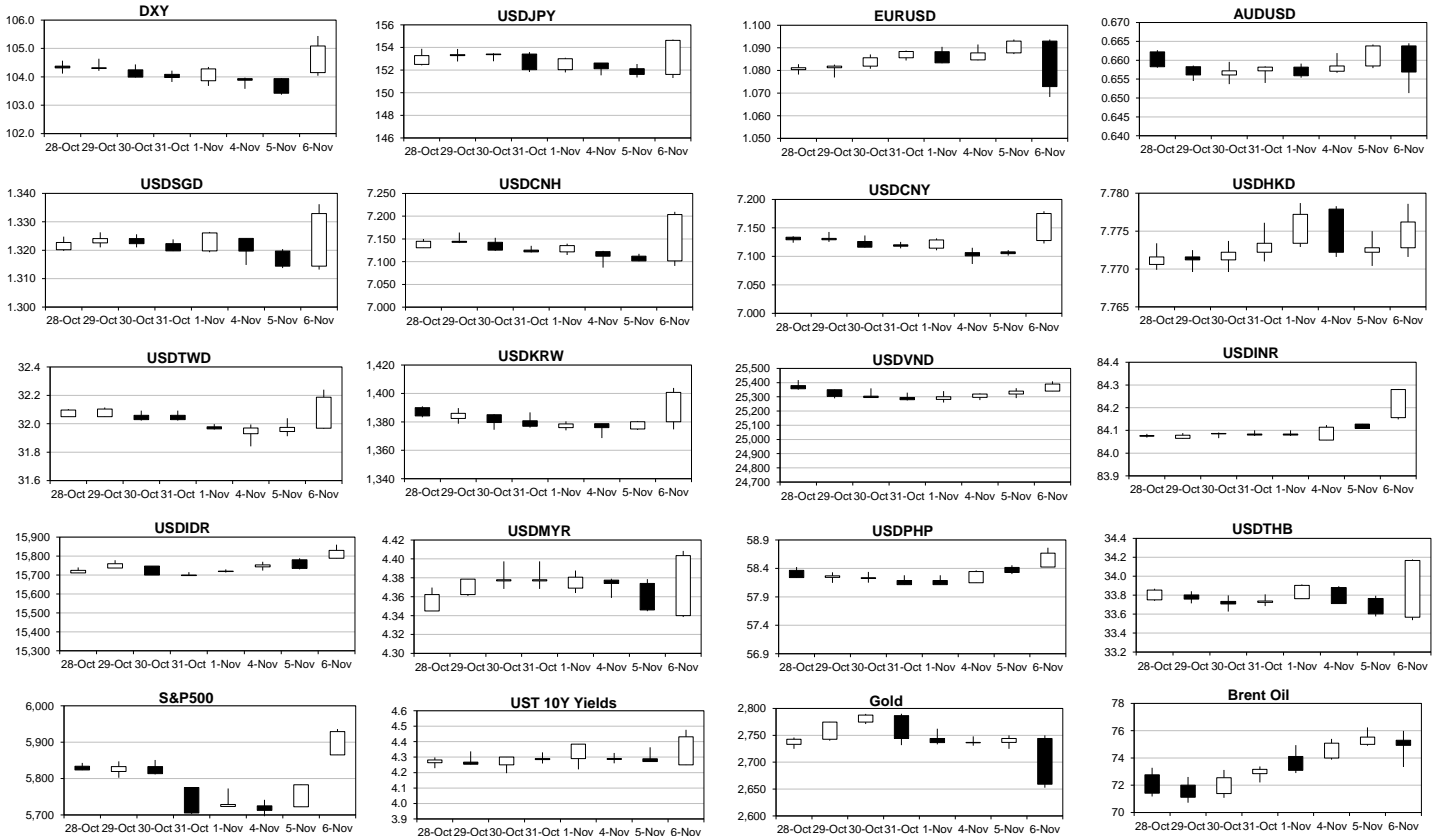 DXY
106.0
105.0
104.0
103.0
102.0
28-Oct 29-Oct 30-Oct 31-Oct 1-Nov 4-Nov 5-Nov 6-Nov
USDJPY
156
154
152
150
148
146
28-Oct 29-Oct 30-Oct 31-Oct 1-Nov 4-Nov 5-Nov 6-Nov
EURUSD
1.100
1.090
1.080
1.070
1.060
1.050
28-Oct 29-Oct 30-Oct 31-Oct 1-Nov 4-Nov 5-Nov 6-Nov
AUDUSD
0.670
0.665
0.660
0.655
0.650
0.645
0.640
28-Oct 29-Oct 30-Oct 31-Oct 1-Nov 4-Nov 5-Nov 6-Nov
USDSGD
1.340
1.330
1.320
1.310
1.300
28-Oct 29-Oct 30-Oct 31-Oct 1-Nov 4-Nov 5-Nov 6-Nov
USDCNH
7.250
7.200
7.150
7.100
7.050
7.000
28-Oct 29-Oct 30-Oct 31-Oct 1-Nov 4-Nov 5-Nov 6-Nov
USDCNY
7.200
7.150
7.100
7.050
7.000
28-Oct 29-Oct 30-Oct 31-Oct 1-Nov 4-Nov 5-Nov 6-Nov
USDHKD
7.780
7.775
7.770
7.765
28-Oct 29-Oct 30-Oct 31-Oct 1-Nov 4-Nov 5-Nov 6-Nov
USDTWD
32.4
32.2
32.0
31.8
31.6
28-Oct 29-Oct 30-Oct 31-Oct 1-Nov 4-Nov 5-Nov 6-Nov
USDKRW
1,420
1,400
1,380
1,360
1,340
28-Oct 29-Oct 30-Oct 31-Oct 1-Nov 4-Nov 5-Nov 6-Nov
USDVND
25,500
25,400
25,300
25,200
25,100
25,000
24,900
24,800
24,700
28-Oct 29-Oct 30-Oct 31-Oct 1-Nov 4-Nov 5-Nov 6-Nov
USDINR
84.4
84.3
84.2
84.1
84.0
83.9
28-Oct 29-Oct 30-Oct 31-Oct 1-Nov 4-Nov 5-Nov 6-Nov
USDIDR
15,900
15,800
15,700
15,600
15,500
15,400
15,300
28-Oct 29-Oct 30-Oct 31-Oct 1-Nov 4-Nov 5-Nov 6-Nov
USDMYR
4.42
4.40
4.38
4.36
4.34
4.32
4.30
28-Oct 29-Oct 30-Oct 31-Oct 1-Nov 4-Nov 5-Nov 6-Nov
USDPHP
58.9
58.4
57.9
57.4
56.9
28-Oct 29-Oct 30-Oct 31-Oct 1-Nov 4-Nov 5-Nov 6-Nov
USDTHB
34.4
34.2
34.0
33.8
33.6
33.4
33.2
28-Oct 29-Oct 30-Oct 31-Oct 1-Nov 4-Nov 5-Nov 6-Nov
S&P500
6,000
5,900
5,800
5,700
28-Oct 29-Oct 30-Oct 31-Oct 1-Nov 4-Nov 5-Nov 6-Nov
UST 10Y Yields
4.6
4.5
4.4
4.3
4.2
4.1
4.0
3.9
28-Oct 29-Oct 30-Oct 31-Oct 1-Nov 4-Nov 5-Nov 6-Nov
Gold
2,800
2,750
2,700
2,650
2,600
28-Oct 29-Oct 30-Oct 31-Oct 1-Nov 4-Nov 5-Nov 6-Nov
Brent Oil
78
76
74
72
70
28-Oct 29-Oct 30-Oct 31-Oct 1-Nov 4-Nov 5-Nov 6-Nov